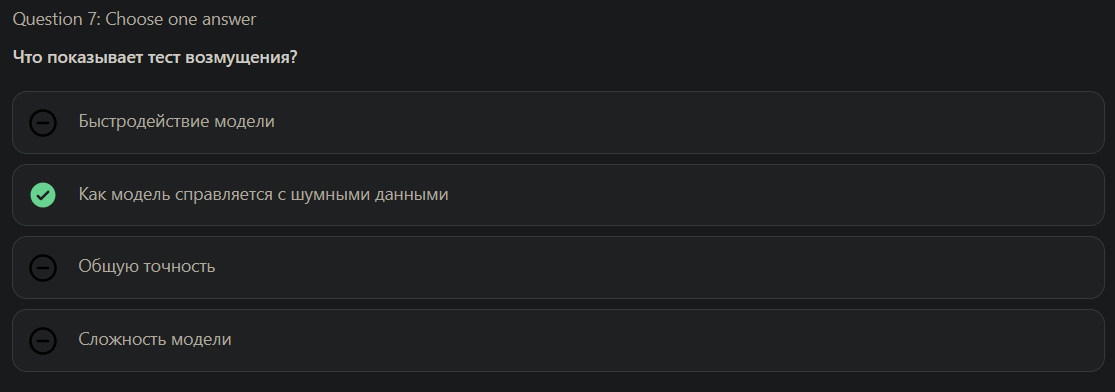 Question 7: Choose one answer
Что показывает тест возмущения?
Быстродействие модели
Как модель справляется с шумными данными
Общую точность
Сложность модели